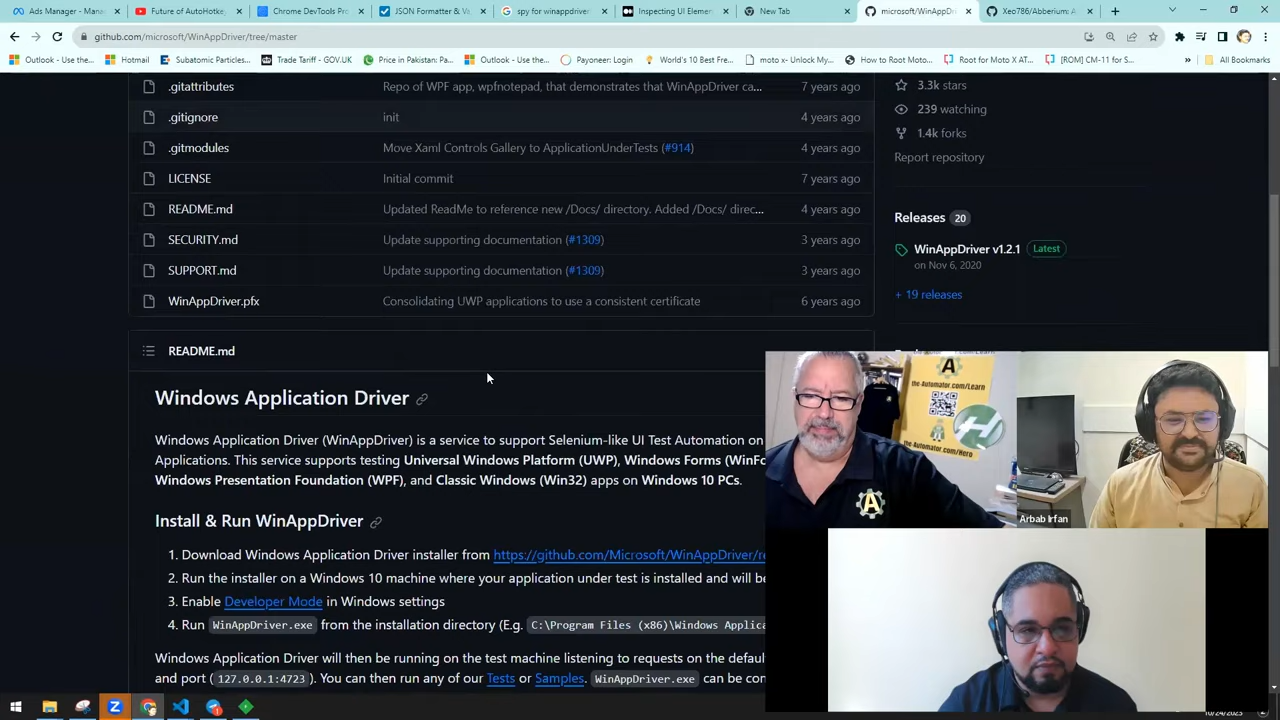 Ads Manager - Mana
Future of AutoHotke
Chrome DevTools Pr
JSON Formatter & V
spy for winappdriver
Inspecting UI Elemen
New Tab
microsoft/WinAppDr
Xeo786/Abberium: A
github.com/microsoft/WinAppDriver/tree/master
Outlook - Use the...
Hotmail
Subatomic Particles...
Trade Tariff - GOV.UK
Price in Pakistan: Pa...
Outlook - Use the...
Payoneer: Login
World's 10 Best Fre...
moto x- Unlock My...
How to Root Moto...
Root for Moto X AT...
[ROM] CM-11 for S...
»
All Bookmarks
.gitattributes Repo of WPF app, wpfnotepad, that demonstrates that WinAppDriver ca... 7 years ago
.gitignore init 4 years ago
.gitmodules Move Xaml Controls Gallery to ApplicationUnderTests (#914) 4 years ago
LICENSE Initial commit 7 years ago
README.md Updated ReadMe to reference new /Docs/ directory. Added /Docs/ direc... 4 years ago
SECURITY.md Update supporting documentation (#1309) 3 years ago
SUPPORT.md Update supporting documentation (#1309) 3 years ago
WinAppDriver.pfx Consolidating UWP applications to use a consistent certificate 6 years ago
3.3k stars
239 watching
1.4k forks
Report repository
Releases 20
WinAppDriver v1.2.1 Latest
on Nov 6, 2020
+ 19 releases
README.md
Windows Application Driver
Windows Application Driver (WinAppDriver) is a service to support Selenium-like UI Test Automation on
Applications. This service supports testing Universal Windows Platform (UWP), Windows Forms (WinFo
Windows Presentation Foundation (WPF), and Classic Windows (Win32) apps on Windows 10 PCs.
Install & Run WinAppDriver
1. Download Windows Application Driver installer from https://github.com/Microsoft/WinAppDriver/re
2. Run the installer on a Windows 10 machine where your application under test is installed and will be
3. Enable Developer Mode in Windows settings
4. Run WinAppDriver.exe from the installation directory (E.g. C:\Program Files (x86)\Windows Applica
Windows Application Driver will then be running on the test machine listening to requests on the defaul
and port (127.0.0.1:4723). You can then run any of our Tests or Samples. WinAppDriver.exe can be con
the-Automator.com/Learn
the-Automator.com/Hero
A
A
H
Arbab Irfan
10/24/2023